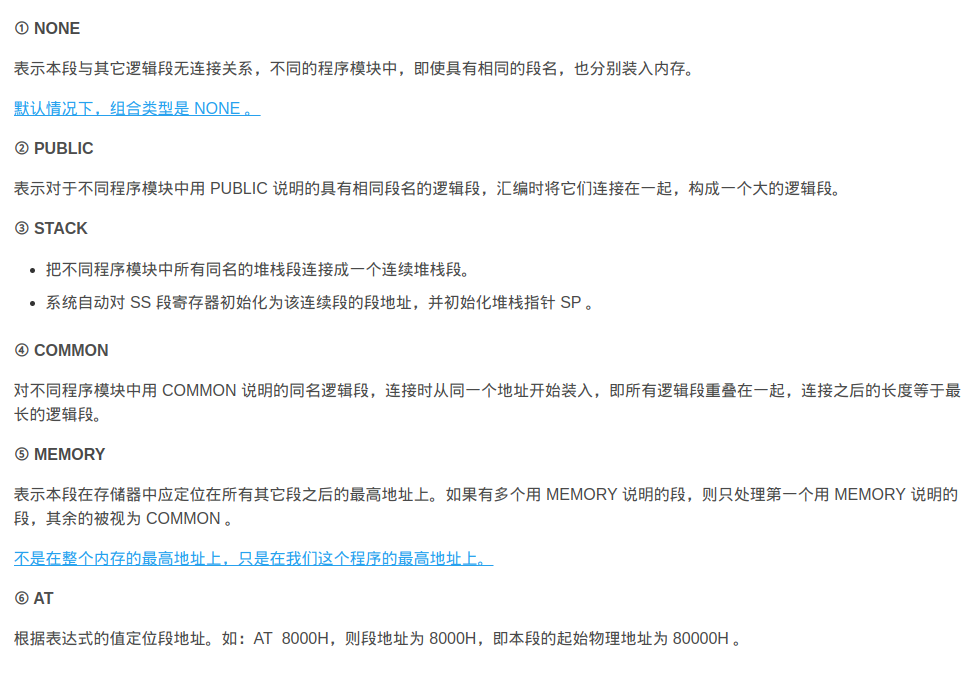 ① NONE
表示本段与其它逻辑段无连接关系，不同的程序模块中，即使具有相同的段名，也分别装入内存。
默认情况下，组合类型是 NONE 。
② PUBLIC
表示对于不同程序模块中用 PUBLIC 说明的具有相同段名的逻辑段，汇编时将它们连接在一起，构成一个大的逻辑段。
③ STACK
• 把不同程序模块中所有同名的堆栈段连接成一个连续堆栈段。
• 系统自动对 SS 段寄存器初始化为该连续段的段地址，并初始化堆栈指针 SP 。
④ COMMON
对不同程序模块中用 COMMON 说明的同名逻辑段，连接时从同一个地址开始装入，即所有逻辑段重叠在一起，连接之后的长度等于最
长的逻辑段。
⑤ MEMORY
表示本段在存储器中应定位在所有其它段之后的最高地址上。如果有多个用 MEMORY 说明的段，则只处理第一个用 MEMORY 说明的
段，其余的被视为 COMMON 。
不是在整个内存的最高地址上，只是在我们这个程序的最高地址上。
⑥ AT
根据表达式的值定位段地址。如：AT  8000H，则段地址为 8000H，即本段的起始物理地址为 80000H 。